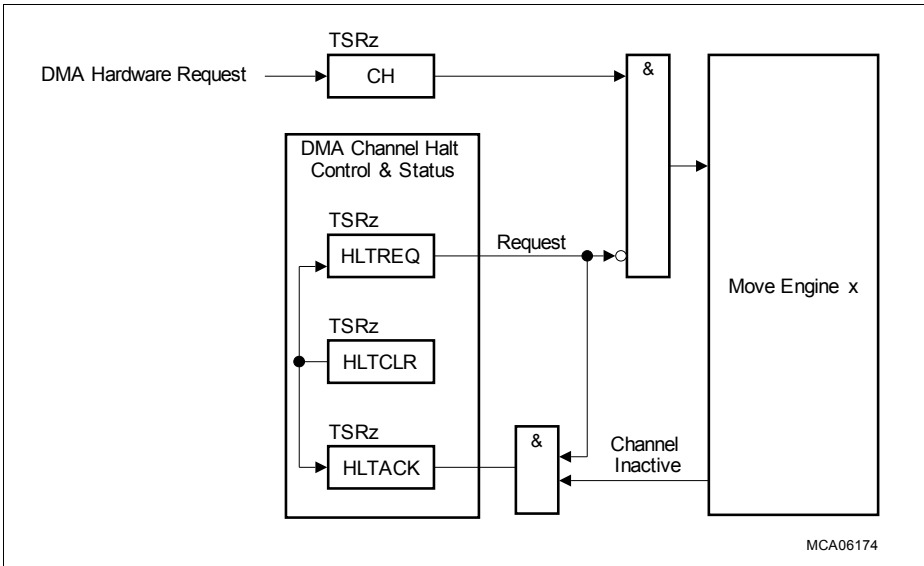 TSRz
DMA Hardware Request
CH
&
DMA Channel Halt
Control & Status
TSRz
HLTREQ
Request
Move Engine x
TSRz
HLTCLR
TSRz
HLTACK
&
Channel
Inactive
MCA06174